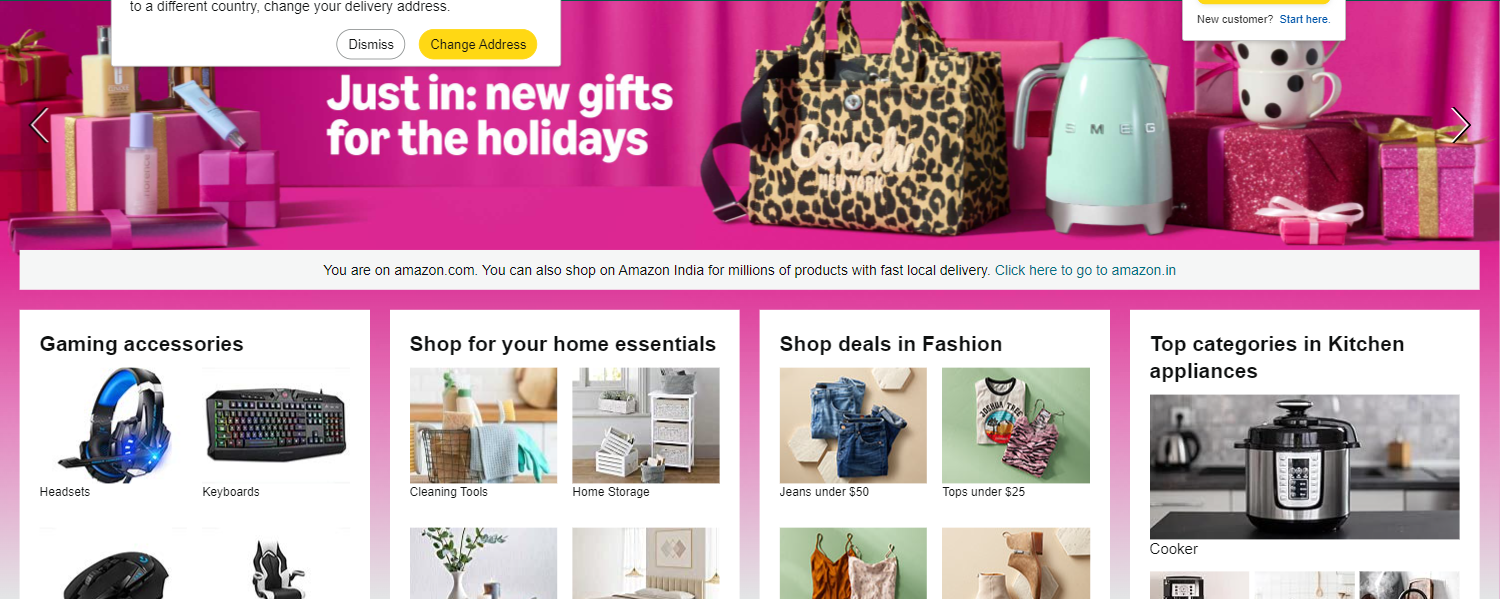 to a different country, change your delivery address.
Dismiss
Change Address
New customer? Start here.
Just in: new gifts
for the holidays
Coach
NEW YORK
SMEG
You are on amazon.com. You can also shop on Amazon India for millions of products with fast local delivery. Click here to go to amazon.in
Gaming accessories
Headsets
Keyboards
Shop for your home essentials
Cleaning Tools
Home Storage
Shop deals in Fashion
JOSHUA TREE
Jeans under $50
Tops under $25
Top categories in Kitchen
appliances
Cooker